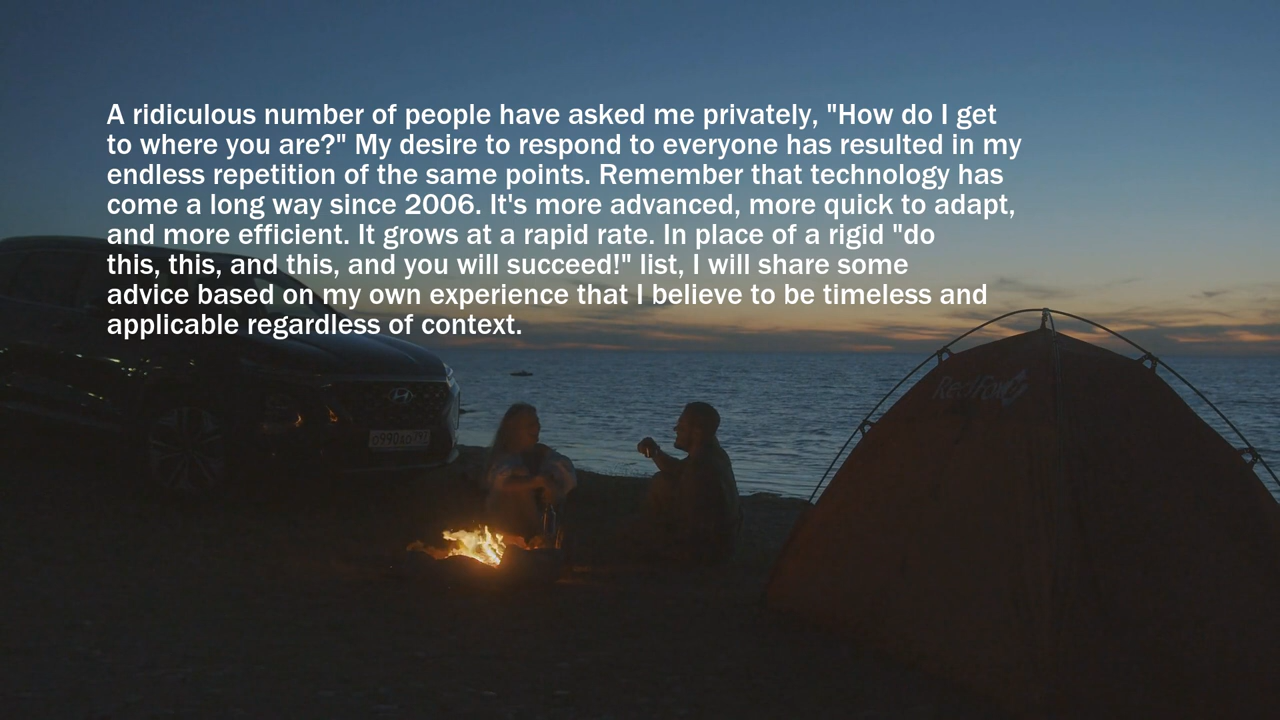 A ridiculous number of people have asked me privately, "How do I get
to where you are?" My desire to respond to everyone has resulted in my
endless repetition of the same points. Remember that technology has
come a long way since 2006. It's more advanced, more quick to adapt,
and more efficient. It grows at a rapid rate. In place of a rigid "do
this, this, and this, and you will succeed!" list, I will share some
advice based on my own experience that I believe to be timeless and
applicable regardless of context.
RedFox